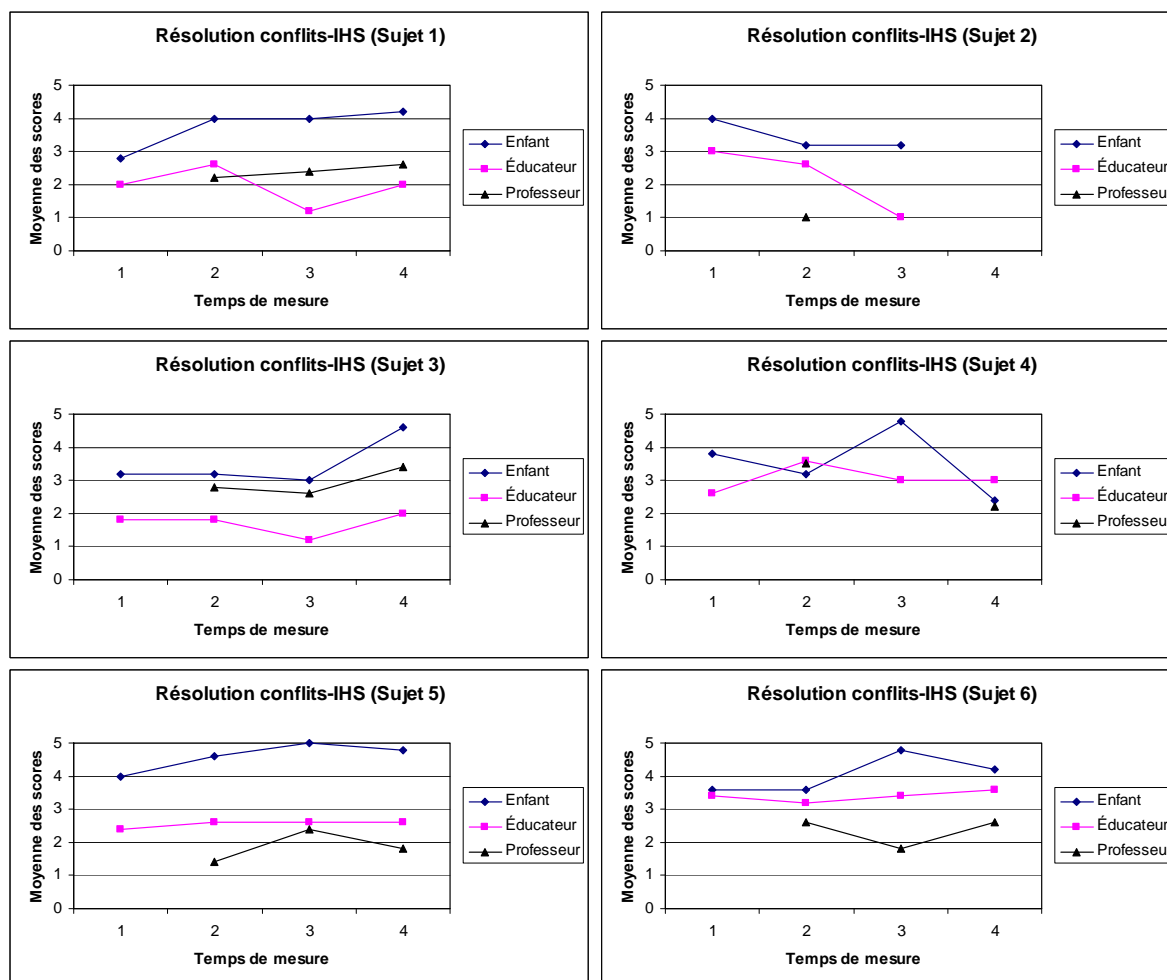 Résolution conflits-IHS (Sujet 1)
Moyenne des scores
5
4
3
2
1
0
1 2 3 4
Temps de mesure
Enfant
Éducateur
Professeur
Résolution conflits-IHS (Sujet 2)
Moyenne des scores
5
4
3
2
1
0
1 2 3 4
Temps de mesure
Enfant
Éducateur
Professeur
Résolution conflits-IHS (Sujet 3)
Moyenne des scores
5
4
3
2
1
0
1 2 3 4
Temps de mesure
Enfant
Éducateur
Professeur
Résolution conflits-IHS (Sujet 4)
Moyenne des scores
5
4
3
2
1
0
1 2 3 4
Temps de mesure
Enfant
Éducateur
Professeur
Résolution conflits-IHS (Sujet 5)
Moyenne des scores
5
4
3
2
1
0
1 2 3 4
Temps de mesure
Enfant
Éducateur
Professeur
Résolution conflits-IHS (Sujet 6)
Moyenne des scores
5
4
3
2
1
0
1 2 3 4
Temps de mesure
Enfant
Éducateur
Professeur